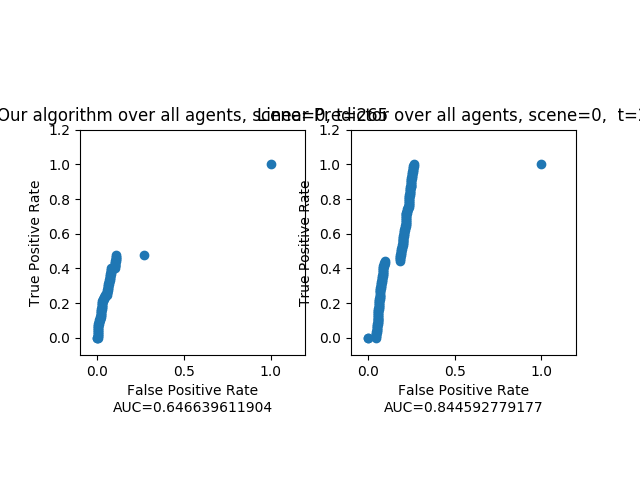 Our algorithm over all agents, scene=0, t=265
Linear Predictor over all agents, scene=0, t=
1.2
1.0
0.8
0.6
0.4
0.2
0.0
True Positive Rate
0.0 0.5 1.0
False Positive Rate
AUC=0.646639611904
1.2
1.0
0.8
0.6
0.4
0.2
0.0
True Positive Rate
0.0 0.5 1.0
False Positive Rate
AUC=0.844592779177